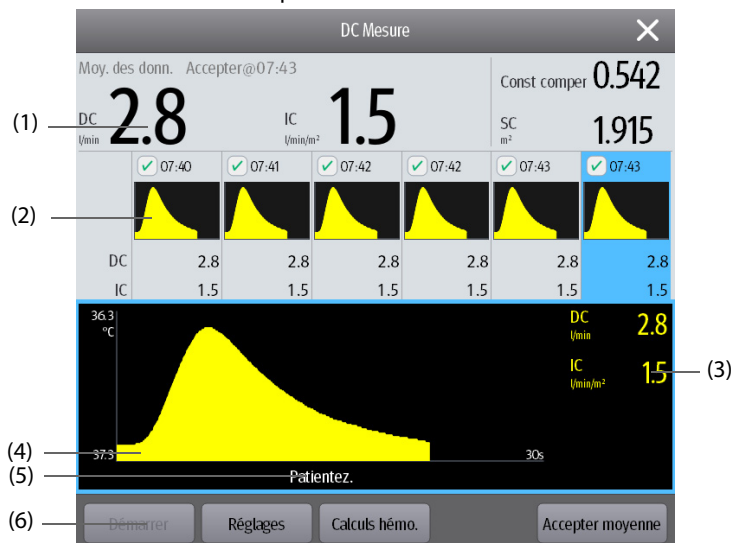 DC Mesure
Moy. des donn. Accepter@07:43
Const comper 0.542
(1)
DC l/min 2.8
IC l/min/m² 1.5
SC m² 1.915
07:40 07:41 07:42 07:42 07:43 07:43
(2)
DC 2.8 2.8 2.8 2.8 2.8 2.8
IC 1.5 1.5 1.5 1.5 1.5 1.5
36.3
°C
DC l/min 2.8
IC l/min/m² 1.5
(3)
(4)
37.3
30s
(5)
Patientez.
(6)
Démarrer
Réglages
Calculs hémo.
Accepter moyenne